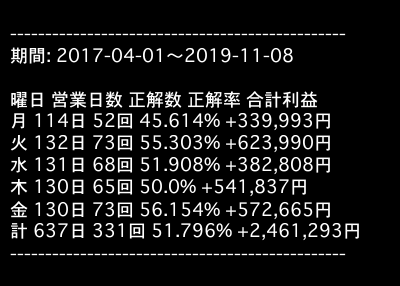 ------------------------------------------------
期間: 2017-04-01～2019-11-08
曜日 営業日数 正解数 正解率 合計利益
月 114日 52回 45.614% +339,993円
火 132日 73回 55.303% +623,990円
水 131日 68回 51.908% +382,808円
木 130日 65回 50.0% +541,837円
金 130日 73回 56.154% +572,665円
計 637日 331回 51.796% +2,461,293円
------------------------------------------------